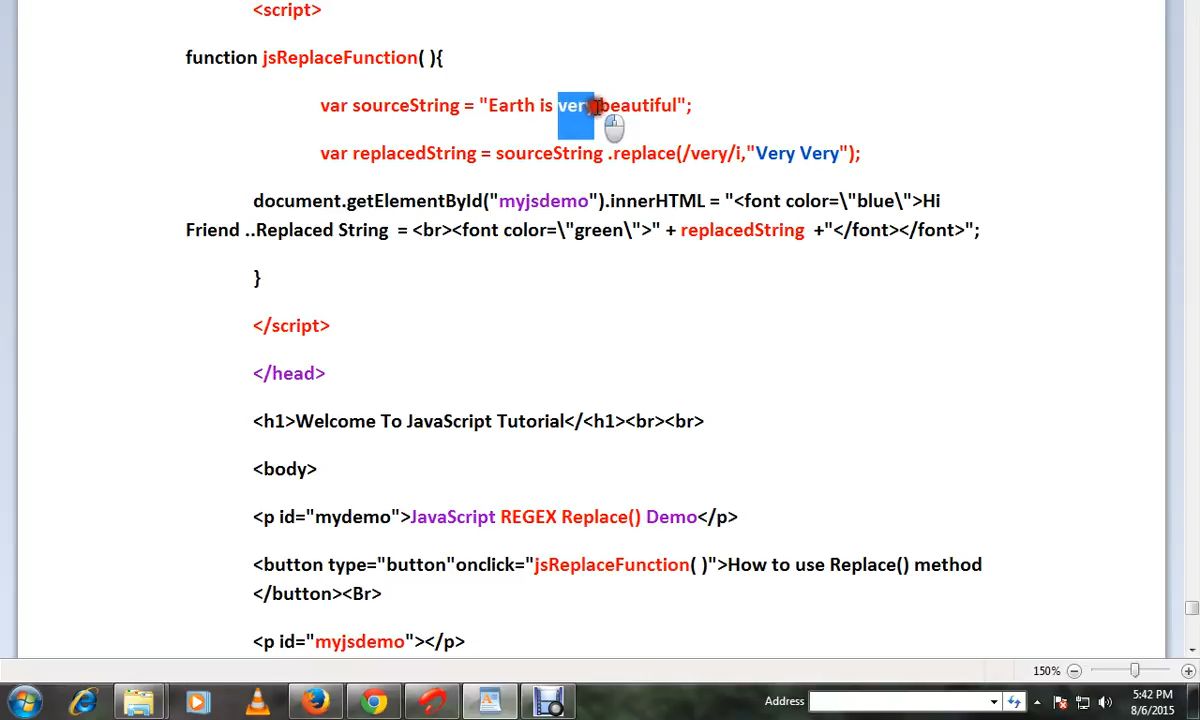 <script>
function jsReplaceFunction( ){
var sourceString = "Earth is very beautiful";
var replacedString = sourceString .replace(/very/i,"Very Very");
document.getElementById("myjsdemo").innerHTML = "<font color=\"blue\">Hi
Friend ..Replaced String  = <br><font color=\"green\">" + replacedString  +"</font></font>";
}
</script>
</head>
<h1>Welcome To JavaScript Tutorial</<h1><br><br>
<body>
<p id="mydemo">JavaScript REGEX Replace() Demo</p>
<button type="button"onclick="jsReplaceFunction( )">How to use Replace() method
</button><Br>
<p id="myjsdemo"></p>
150%
Address
5:42 PM
8/6/2015